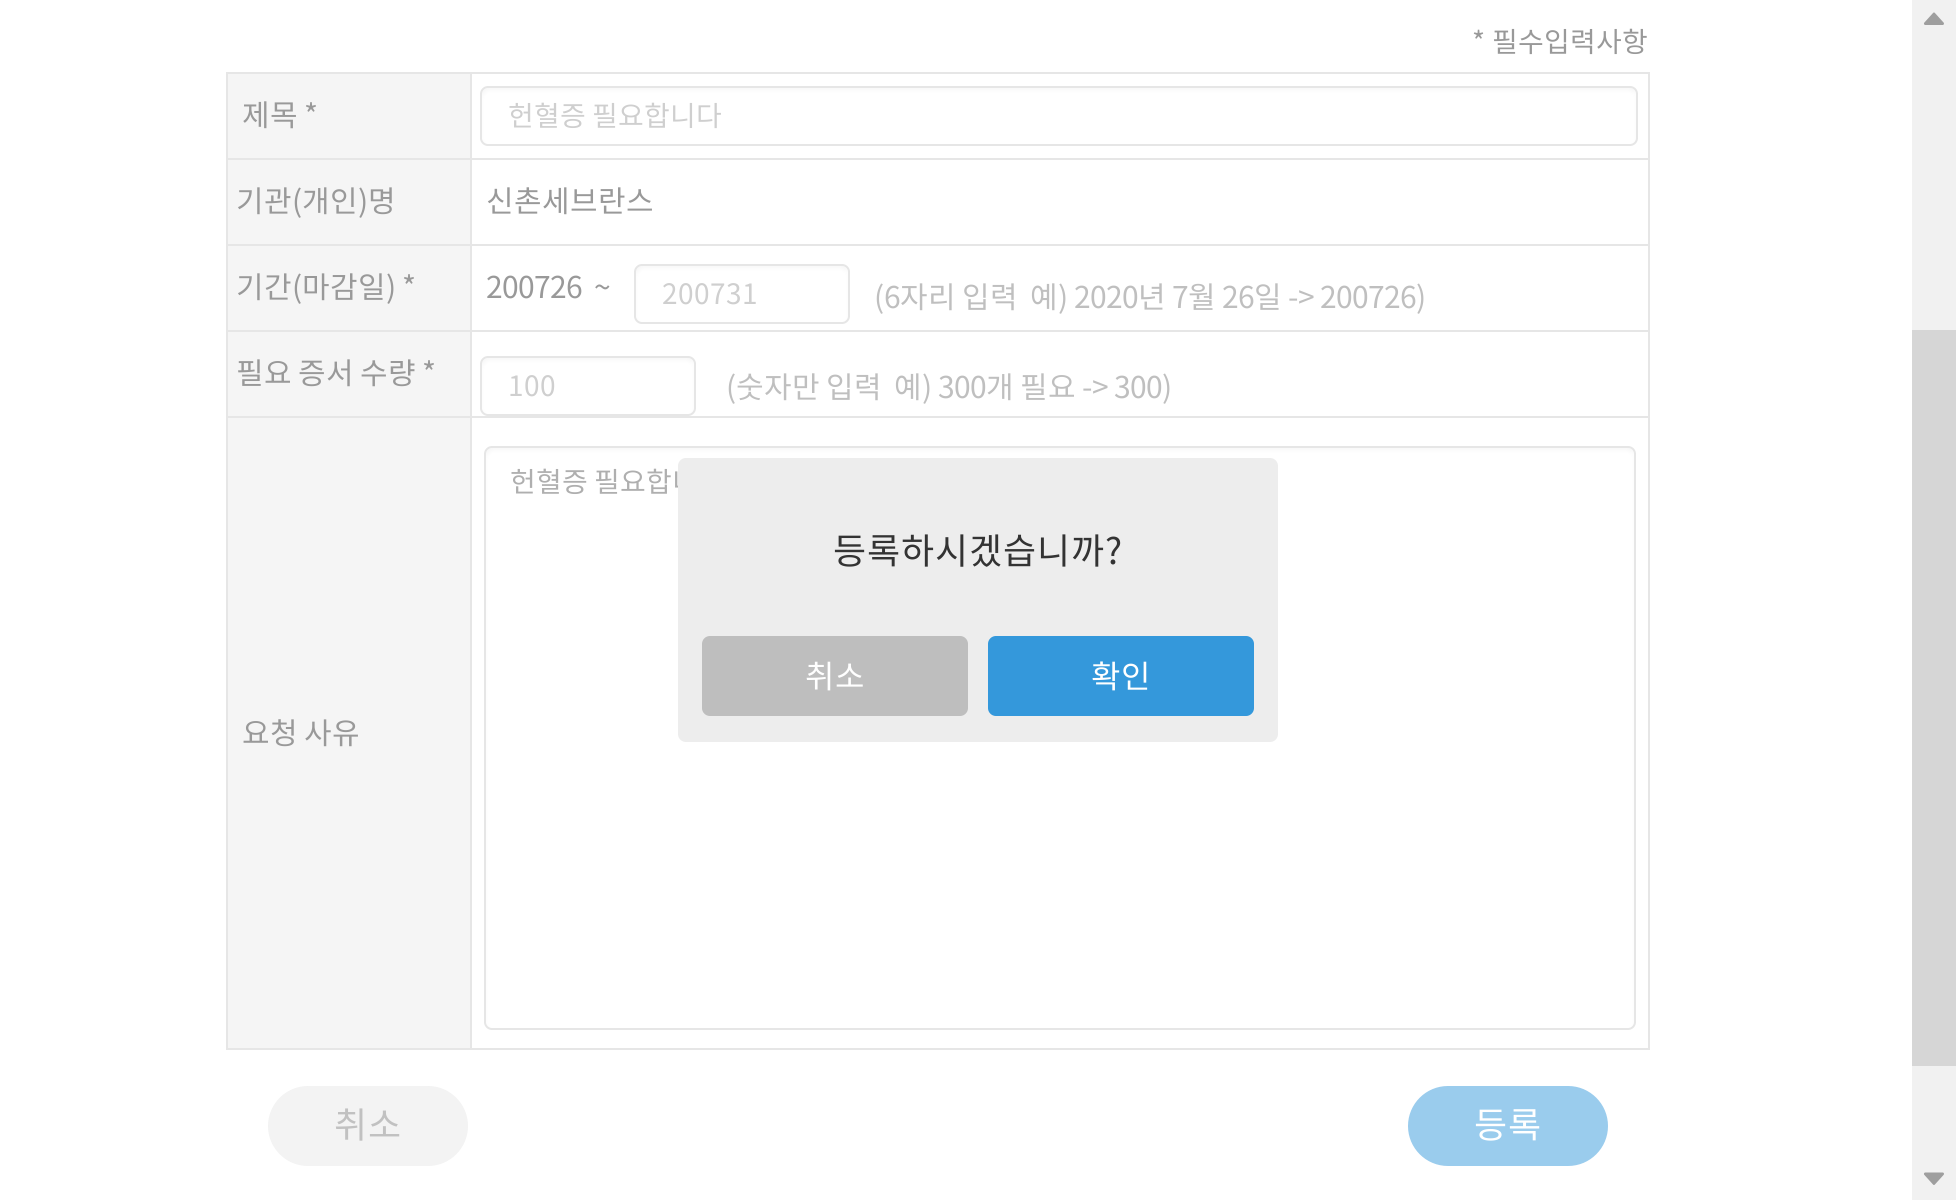 * 필수입력사항
제목 *
헌혈증 필요합니다
기관(개인)명
신촌세브란스
기간(마감일) *
200726 ~
200731
(6자리 입력 예) 2020년 7월 26일 -> 200726)
필요 증서 수량 *
100
(숫자만 입력 예) 300개 필요 -> 300)
요청 사유
헌혈증 필요합
등록하시겠습니까?
취소
확인
취소
등록